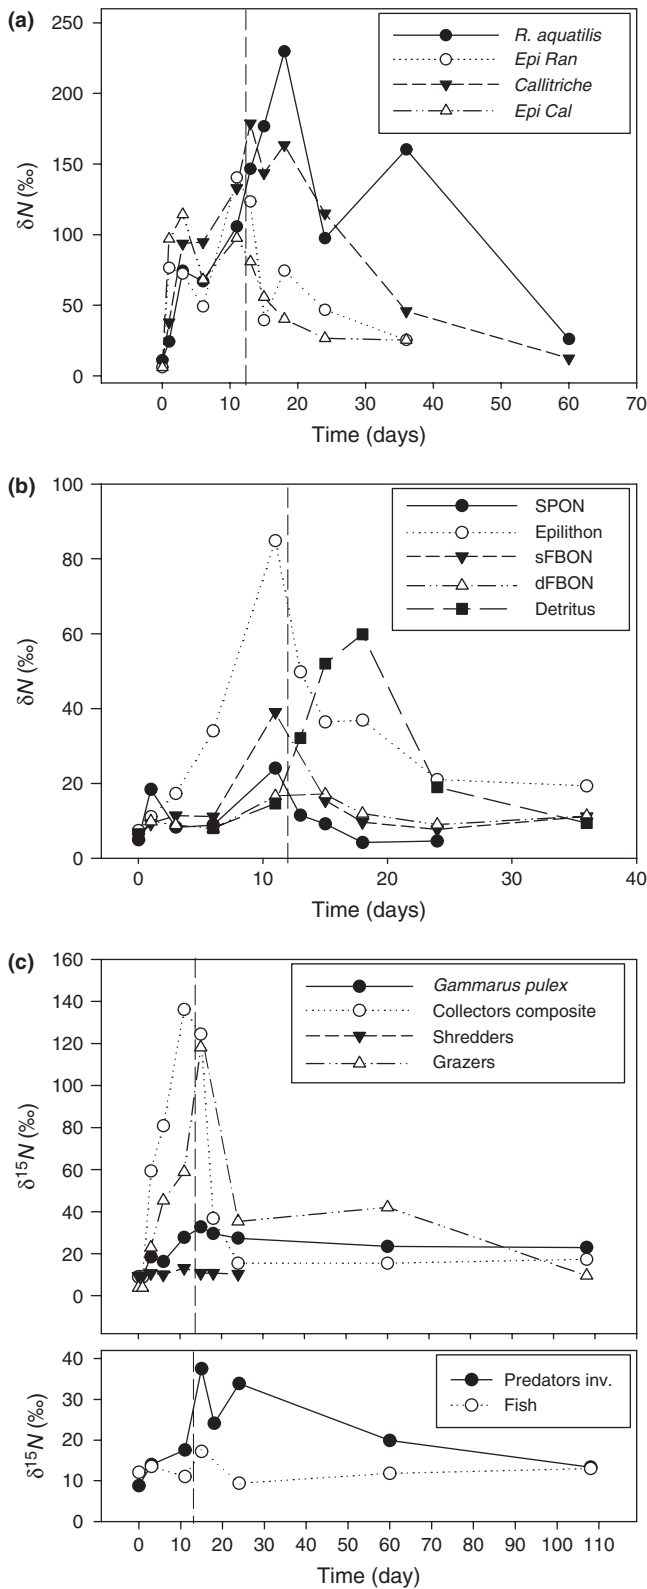 (a)
250
200
150
100
50
0
δN (‰)
R. aquatilis
Epi Ran
Callitriche
Epi Cal
0 10 20 30 40 50 60 70
Time (days)
(b)
100
80
60
40
20
0
δN (‰)
SPON
Epilithon
sFBON
dFBON
Detritus
0 10 20 30 40
Time (days)
(c)
160
140
120
100
80
60
40
20
0
δ¹⁵N (‰)
Gammarus pulex
Collectors composite
Shredders
Grazers
40
30
20
10
0
δ¹⁵N (‰)
Predators inv.
Fish
0 10 20 30 40 50 60 70 80 90 100 110
Time (day)